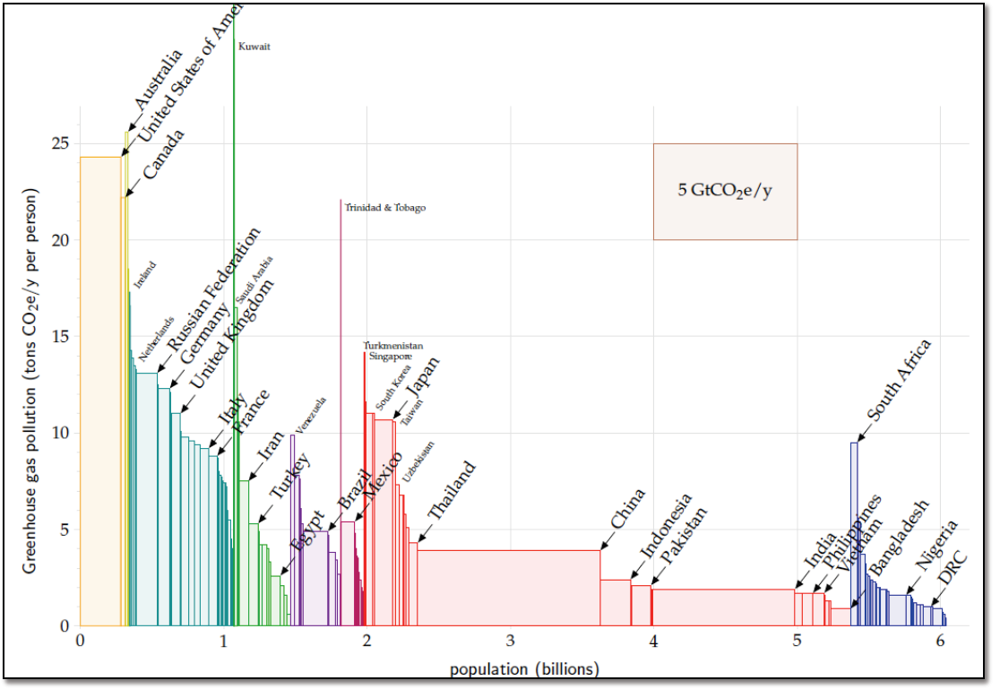 Australia
United States of Amer
Canada
Kuwait
Ireland
Netherlands
Russian Federation
Germany
United Kingdom
Saudi Arabia
Italy
France
Iran
Turkey
Egypt
Venezuela
Brazil
Mexico
Trinidad & Tobago
Turkmenistan
Singapore
South Korea
Japan
Taiwan
Uzbekistan
Thailand
China
Indonesia
Pakistan
India
Philippines
Vietnam
Bangladesh
South Africa
Nigeria
DRC
5 GtCO₂e/y
Greenhouse gas pollution (tons CO₂e/y per person)
25
20
15
10
5
0
0 1 2 3 4 5 6
population (billions)